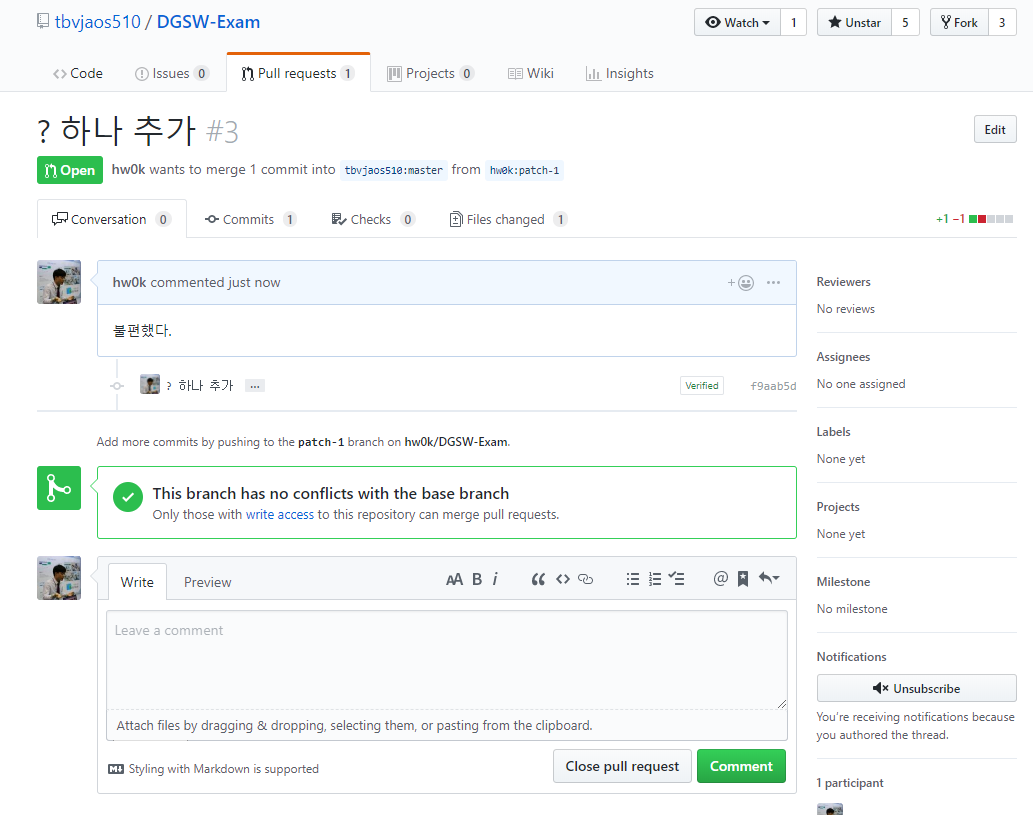 tbvjaos510 / DGSW-Exam Watch 1 Unstar 5 Fork 3
Code Issues 0 Pull requests 1 Projects 0 Wiki Insights
? 하나 추가 #3 Edit
Open hw0k wants to merge 1 commit into tbvjaos510:master from hw0k:patch-1
Conversation 0 Commits 1 Checks 0 Files changed 1 +1 −1
hw0k commented just now
불편했다.
? 하나 추가 … Verified f9aab5d
Add more commits by pushing to the patch-1 branch on hw0k/DGSW-Exam.
This branch has no conflicts with the base branch
Only those with write access to this repository can merge pull requests.
Write Preview AA B i
Leave a comment
Attach files by dragging & dropping, selecting them, or pasting from the clipboard.
Styling with Markdown is supported Close pull request Comment
Reviewers
No reviews
Assignees
No one assigned
Labels
None yet
Projects
None yet
Milestone
No milestone
Notifications
Unsubscribe
You're receiving notifications because
you authored the thread.
1 participant